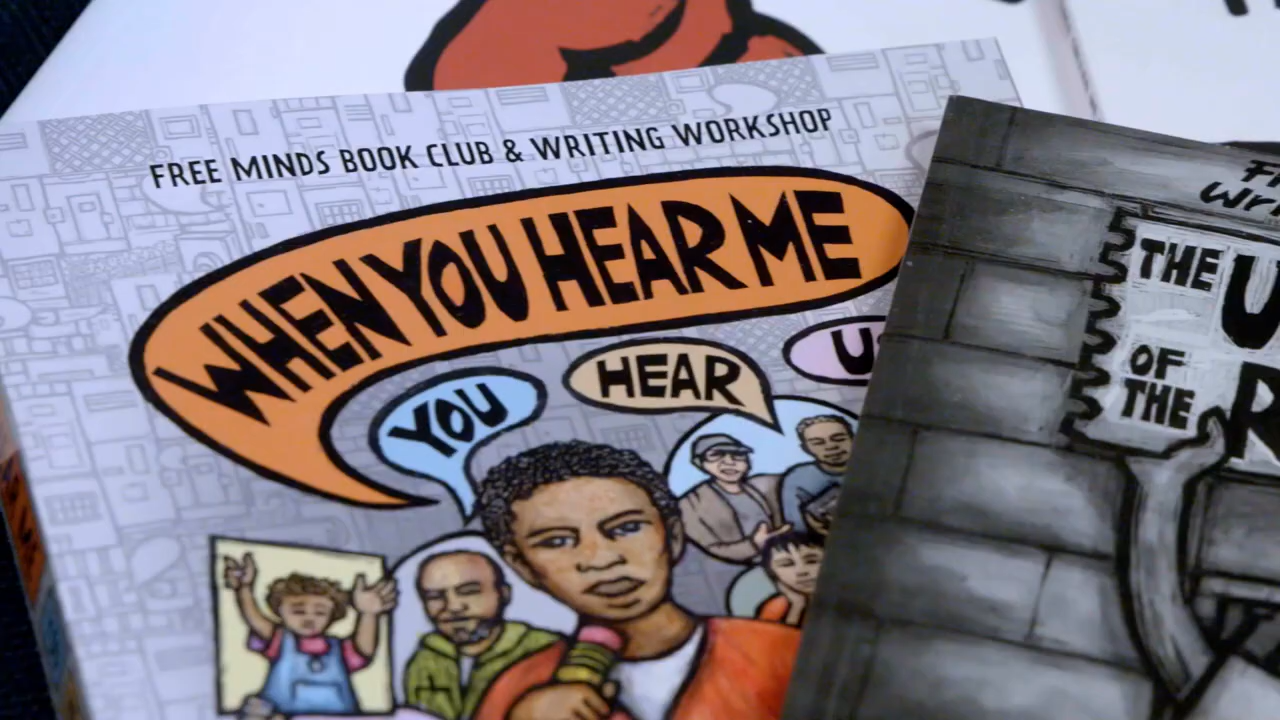 FREE MINDS BOOK CLUB & WRITING WORKSHOP
WHEN YOU HEAR ME
YOU
HEAR
THE
OF
THE